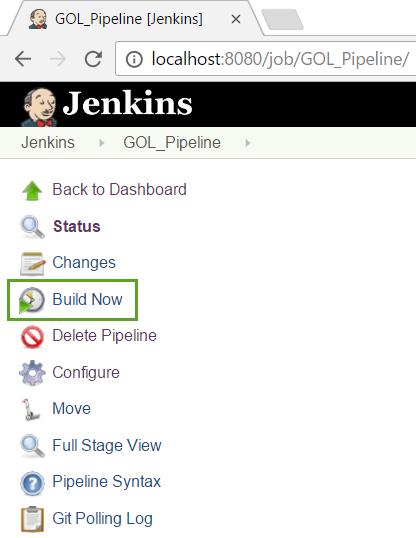 GOL_Pipeline [Jenkins]
localhost:8080/job/GOL_Pipeline/
Jenkins
Jenkins GOL_Pipeline
Back to Dashboard
Status
Changes
Build Now
Delete Pipeline
Configure
Move
Full Stage View
Pipeline Syntax
Git Polling Log